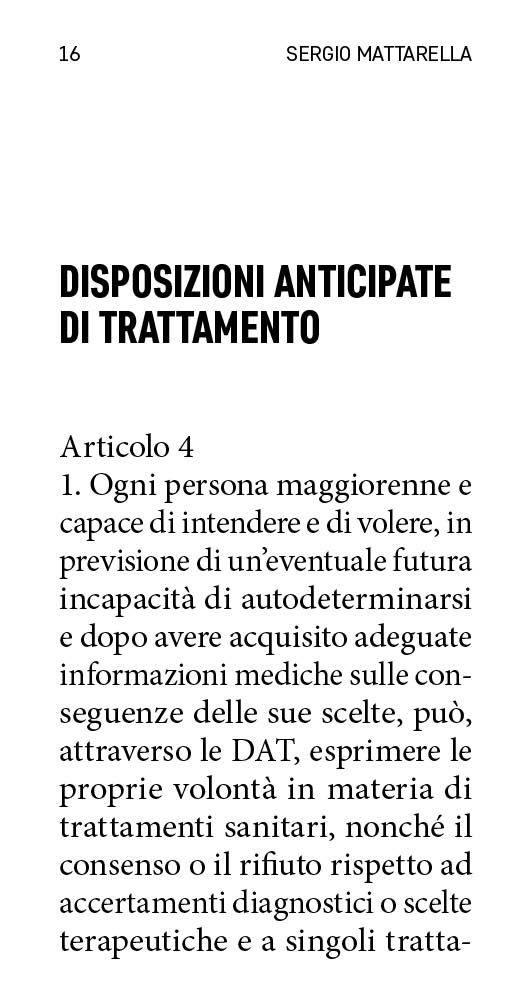 16 SERGIO MATTARELLA
DISPOSIZIONI ANTICIPATE
DI TRATTAMENTO
Articolo 4
1. Ogni persona maggiorenne e
capace di intendere e di volere, in
previsione di un’eventuale futura
incapacità di autodeterminarsi
e dopo avere acquisito adeguate
informazioni mediche sulle con-
seguenze delle sue scelte, può,
attraverso le DAT, esprimere le
proprie volontà in materia di
trattamenti sanitari, nonché il
consenso o il rifiuto rispetto ad
accertamenti diagnostici o scelte
terapeutiche e a singoli tratta-